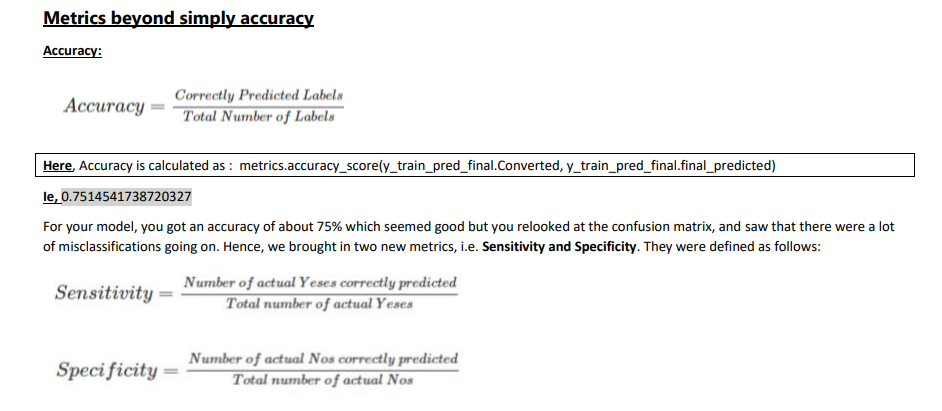 Metrics beyond simply accuracy
Accuracy:
Accuracy = Correctly Predicted Labels / Total Number of Labels
Here, Accuracy is calculated as : metrics.accuracy_score(y_train_pred_final.Converted, y_train_pred_final.final_predicted)
Ie, 0.7514541738720327
For your model, you got an accuracy of about 75% which seemed good but you relooked at the confusion matrix, and saw that there were a lot
of misclassifications going on. Hence, we brought in two new metrics, i.e. Sensitivity and Specificity. They were defined as follows:
Sensitivity = Number of actual Yeses correctly predicted / Total number of actual Yeses
Specificity = Number of actual Nos correctly predicted / Total number of actual Nos